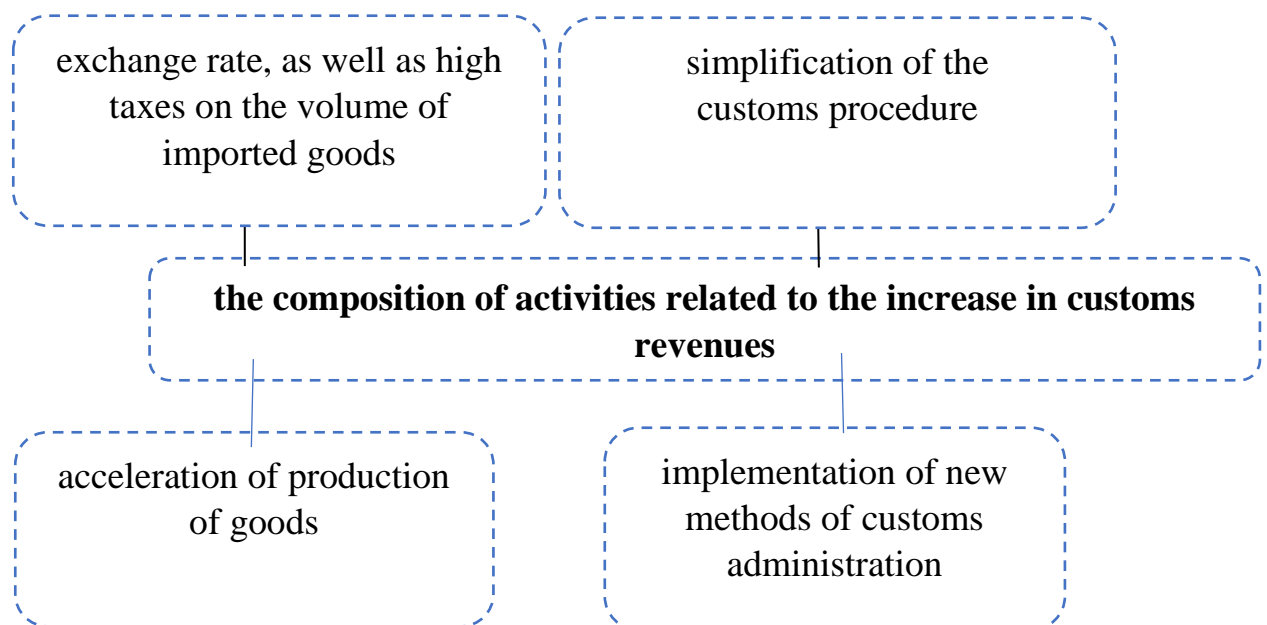 exchange rate, as well as high
taxes on the volume of
imported goods
simplification of the
customs procedure
the composition of activities related to the increase in customs
revenues
acceleration of production
of goods
implementation of new
methods of customs
administration